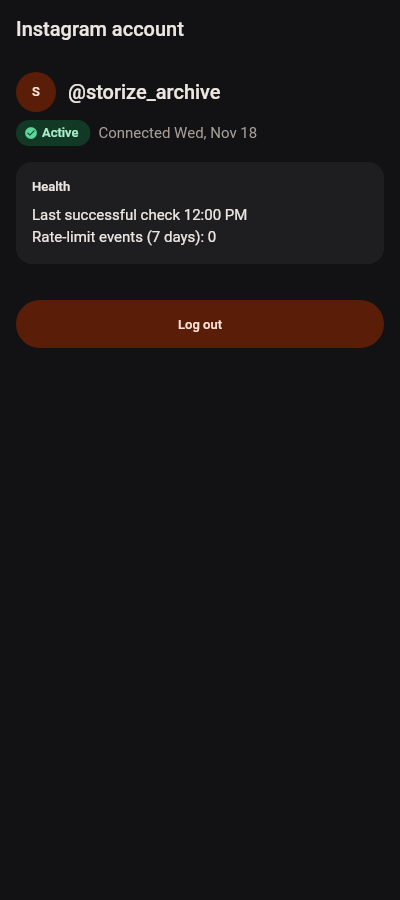 Instagram account
S
@storize_archive
Active
Connected Wed, Nov 18
Health
Last successful check 12:00 PM
Rate-limit events (7 days): 0
Log out